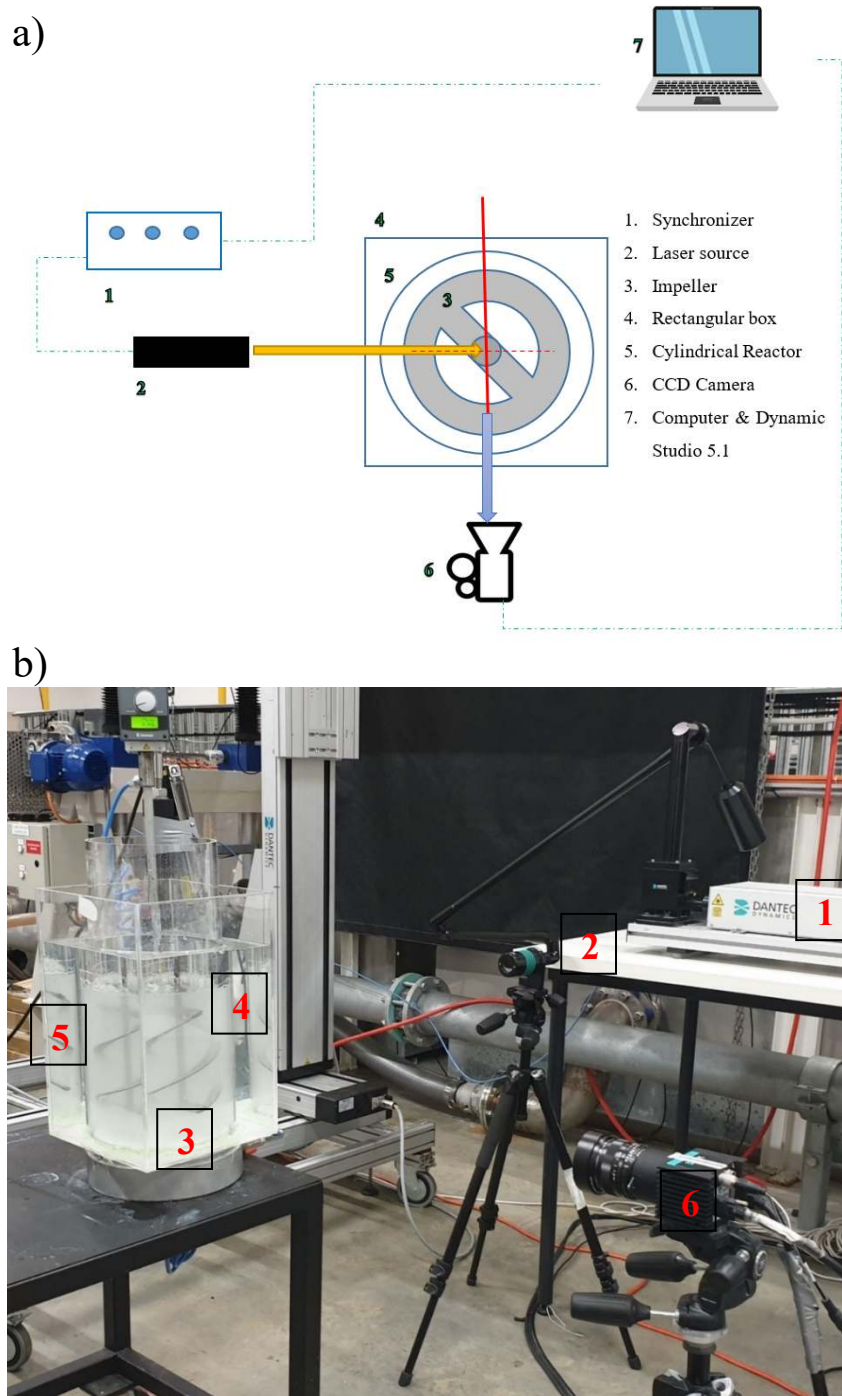 a)
7
4
1. Synchronizer
2. Laser source
5
3
3. Impeller
4. Rectangular box
1
5. Cylindrical Reactor
2
6. CCD Camera
7. Computer & Dynamic
Studio 5.1
6
b)
DANTEC
DANTEC
DYNAMICS
1
2
4
5
3
6